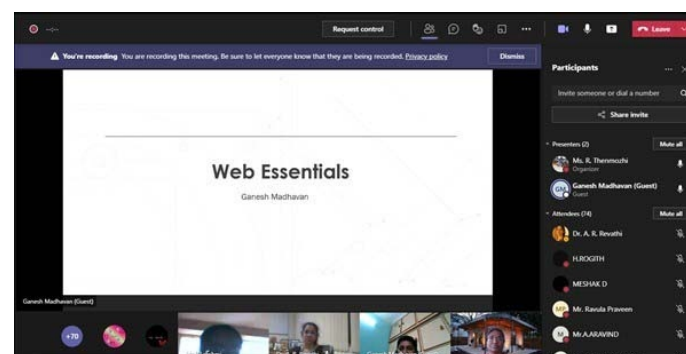 --:--
Request control
Leave
You're recording You are recording this meeting. Be sure to let everyone know that they are being recorded. Privacy policy
Dismiss
Web Essentials
Ganesh Madhavan
Ganesh Madhavan (Guest)
+70
Participants
Invite someone or dial a number
Share invite
Presenters (2)
Mute all
Ms. R. Thenmozhi
Organizer
GM
Ganesh Madhavan (Guest)
Guest
Attendees (74)
Mute all
Dr. A. R. Revathi
H.ROGITH
MESHAK D
MP
Mr. Ravula Praveen
M
Mr.A.ARAVIND